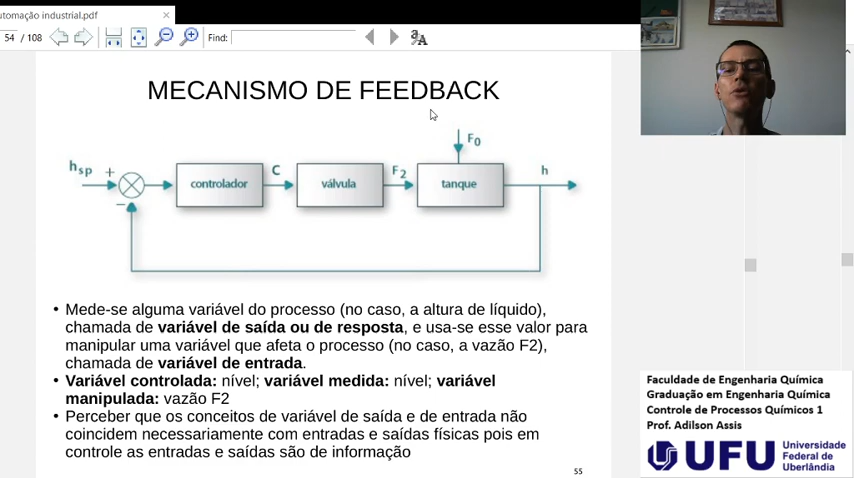 utomação industrial.pdf
54 / 108
Find:
MECANISMO DE FEEDBACK
hsp + controlador C válvula F2 tanque F0 h
−
• Mede-se alguma variável do processo (no caso, a altura de líquido),
chamada de variável de saída ou de resposta, e usa-se esse valor para
manipular uma variável que afeta o processo (no caso, a vazão F2),
chamada de variável de entrada.
• Variável controlada: nível; variável medida: nível; variável
manipulada: vazão F2
• Perceber que os conceitos de variável de saída e de entrada não
coincidem necessariamente com entradas e saídas físicas pois em
controle as entradas e saídas são de informação
55
Faculdade de Engenharia Química
Graduação em Engenharia Química
Controle de Processos Químicos 1
Prof. Adilson Assis
UFU
Universidade
Federal de
Uberlândia